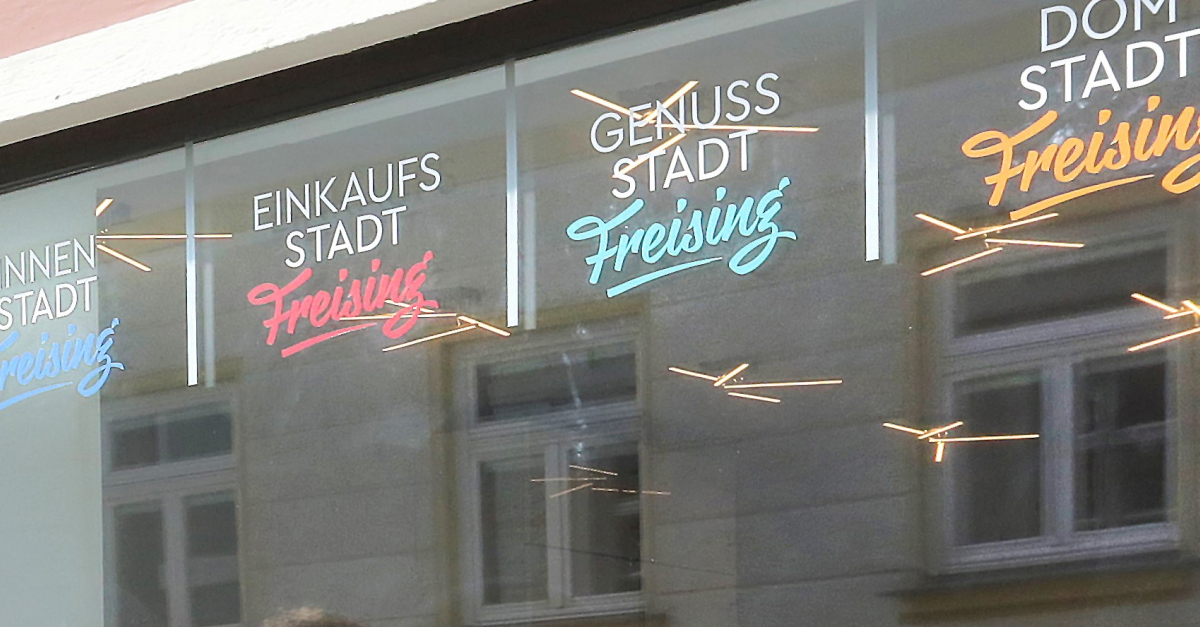 INNEN
STADT
Freising
EINKAUFS
STADT
Freising
GENUSS
STADT
Freising
DOM
STADT
Freising